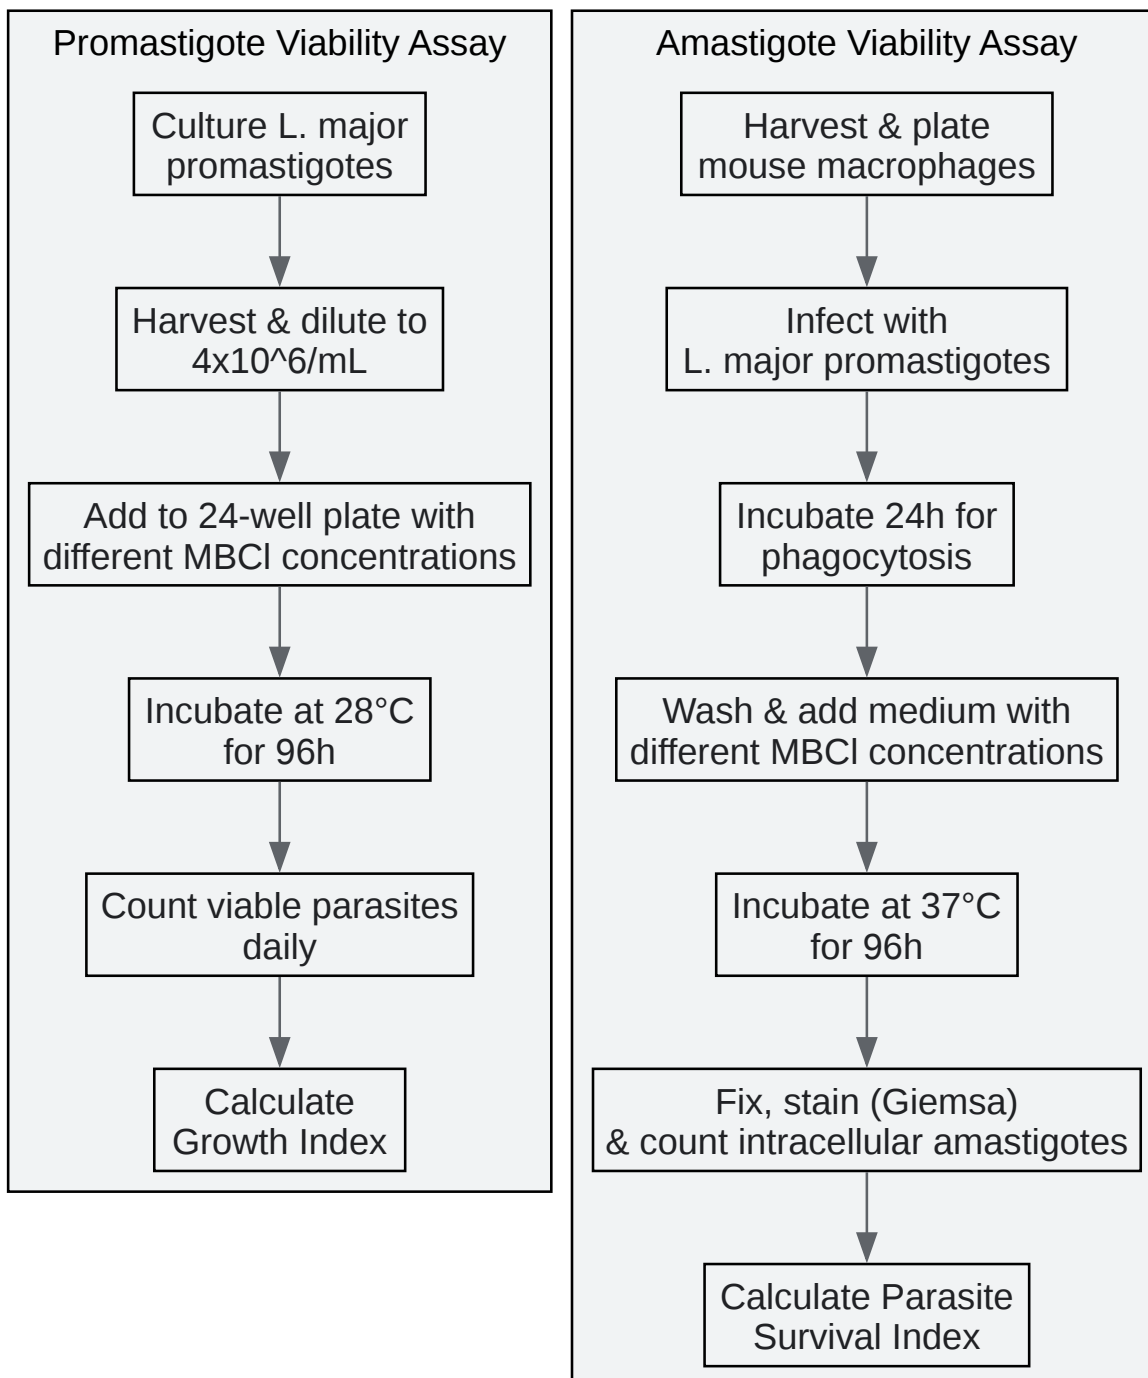 Promastigote Viability Assay
Culture L. major
promastigotes
Harvest & dilute to
4x10^6/mL
Add to 24-well plate with
different MBCl concentrations
Incubate at 28°C
for 96h
Count viable parasites
daily
Calculate
Growth Index
Amastigote Viability Assay
Harvest & plate
mouse macrophages
Infect with
L. major promastigotes
Incubate 24h for
phagocytosis
Wash & add medium with
different MBCl concentrations
Incubate at 37°C
for 96h
Fix, stain (Giemsa)
& count intracellular amastigotes
Calculate Parasite
Survival Index